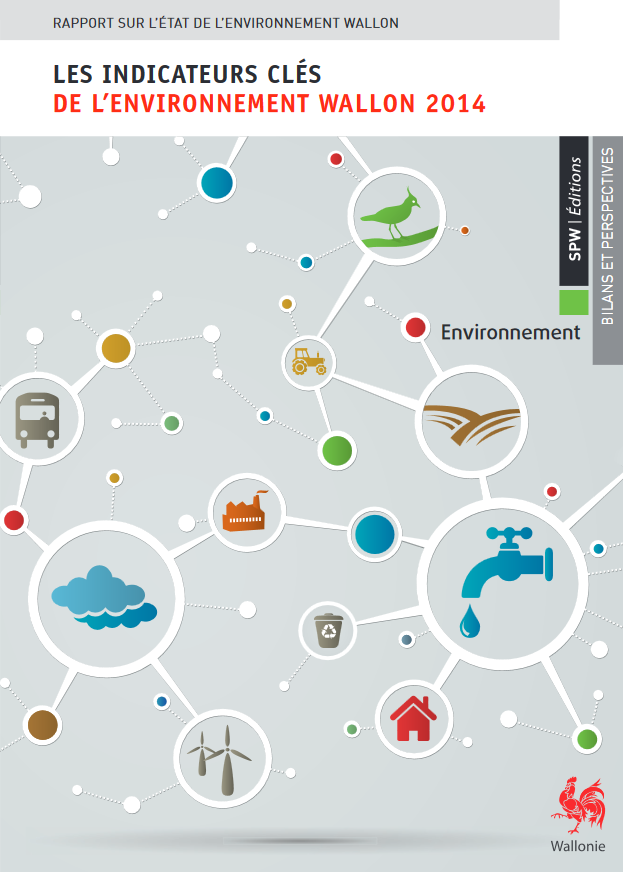 RAPPORT SUR L'ÉTAT DE L'ENVIRONNEMENT WALLON
LES INDICATEURS CLÉS
DE L'ENVIRONNEMENT WALLON 2014
SPW | Éditions
BILANS ET PERSPECTIVES
Environnement
Wallonie